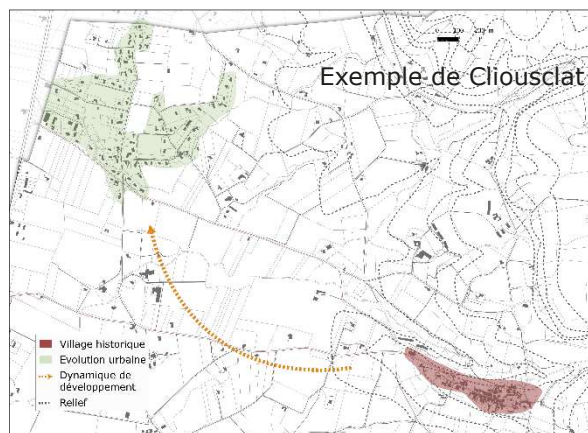 Exemple de Cliousclat
Village historique
Evolution urbaine
Dynamique de
développement
Relief